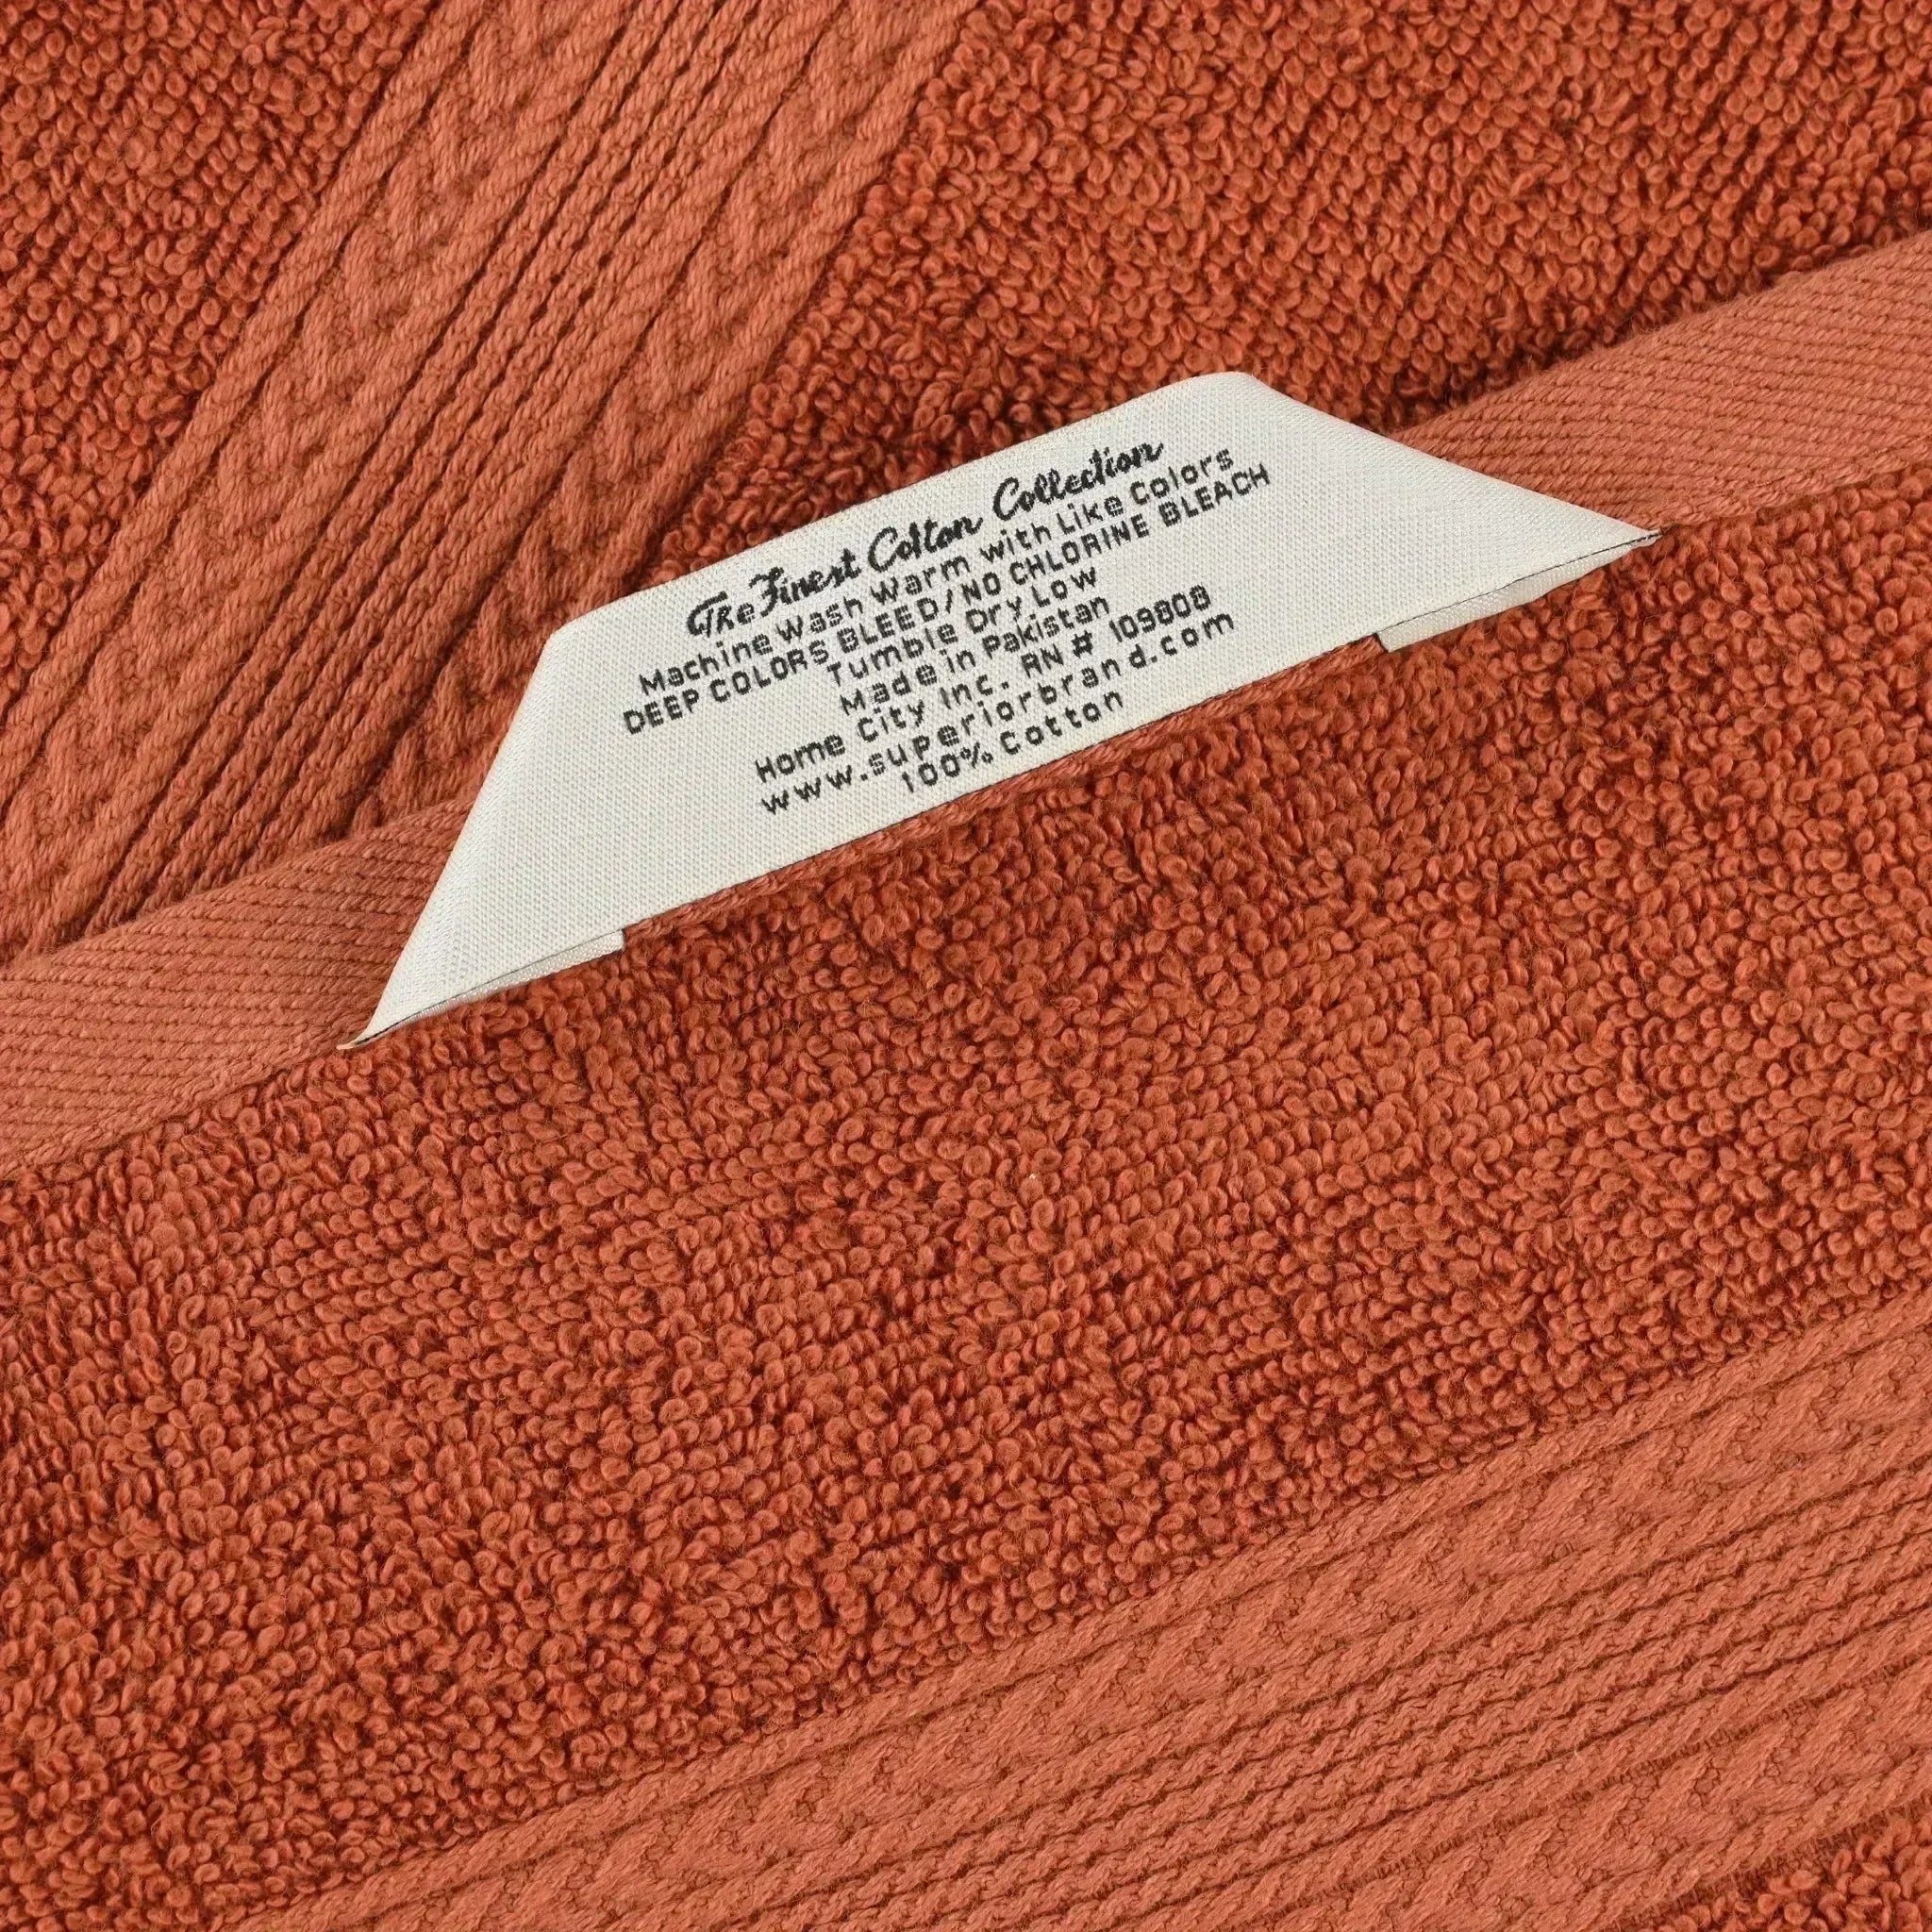 The Finest Cotton Collection
Machine Wash Warm with Like Colors
DEEP COLORS BLEED/NO CHLORINE BLEACH
Tumble Dry Low
Made in Pakistan
Home City Inc. RN # 109808
www.superiorbrand.com
100% Cotton